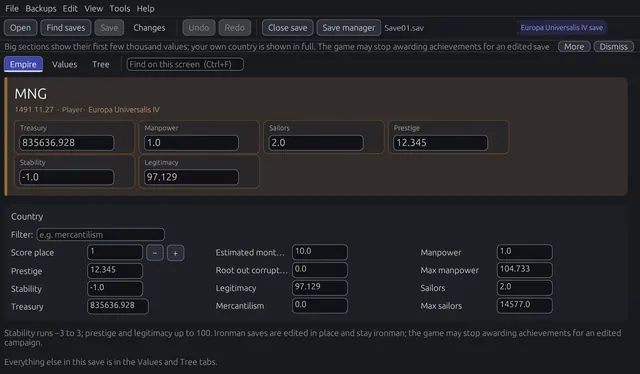 File Backups Edit View Tools Help
Open Find saves Save Changes Undo Redo Close save Save manager Save01.sav Europa Universalis IV save
Big sections show their first few thousand values; your own country is shown in full. The game may stop awarding achievements for an edited save More Dismiss
Empire Values Tree Find on this screen (Ctrl+F)
MNG
1491.11.27 · Player· Europa Universalis IV
Treasury Manpower Sailors Prestige
835636.928 1.0 2.0 12.345
Stability Legitimacy
-1.0 97.129
Country
Filter: e.g. mercantilism
Score place 1 − + Estimated mont... 10.0 Manpower 1.0
Prestige 12.345 Root out corrupt... 0.0 Max manpower 104.733
Stability -1.0 Legitimacy 97.129 Sailors 2.0
Treasury 835636.928 Mercantilism 0.0 Max sailors 14577.0
Stability runs −3 to 3; prestige and legitimacy up to 100. Ironman saves are edited in place and stay ironman; the game may stop awarding achievements for an edited
campaign.
Everything else in this save is in the Values and Tree tabs.